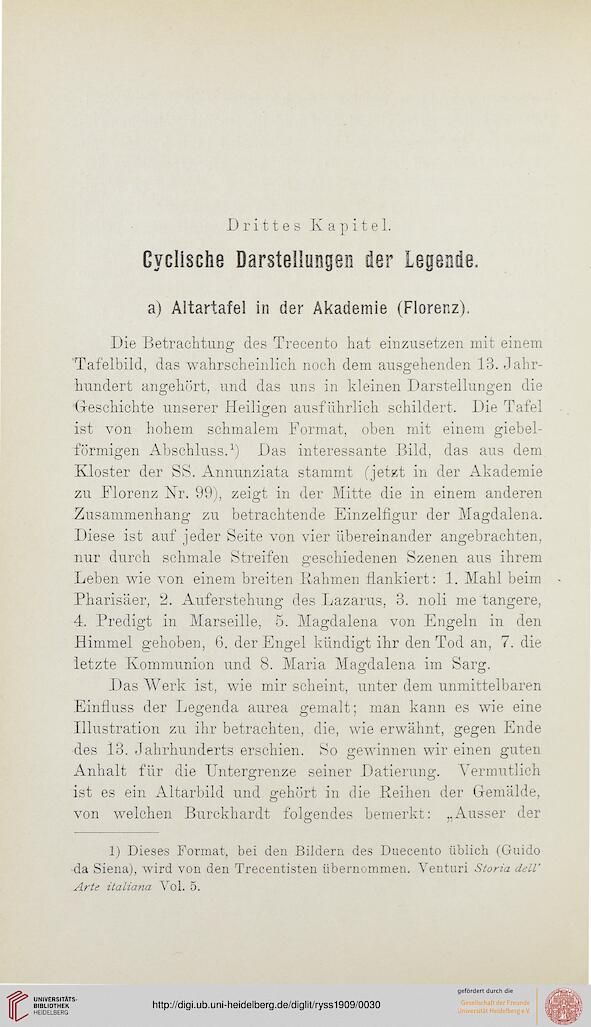 Drittes Kapitel.
Cyclische Darstellungen der Legende.
a) Altartafel in der Akademie (Florenz).
Die Betrachtung des Trecento hat einzusetzen mit einem
Tafelbild, das wahrscheinlich noch dem ausgehenden 13. Jahr-
hundert angehört, und das uns in kleinen Darstellungen die
Geschichte unserer Heiligen ausführlich schildert. Die Tafel
ist von hohem schmalem Format, oben mit einem giebel-
förmigen Abschluss.¹) Das interessante Bild, das aus dem
Kloster der SS. Annunziata stammt (jetzt in der Akademie
zu Florenz Nr. 99), zeigt in der Mitte die in einem anderen
Zusammenhang zu betrachtende Einzelfigur der Magdalena.
Diese ist auf jeder Seite von vier übereinander angebrachten,
nur durch schmale Streifen geschiedenen Szenen aus ihrem
Leben wie von einem breiten Rahmen flankiert: 1. Mahl beim
Pharisäer, 2. Auferstehung des Lazarus, 3. noli me tangere,
4. Predigt in Marseille, 5. Magdalena von Engeln in den
Himmel gehoben, 6. der Engel kündigt ihr den Tod an, 7. die
letzte Kommunion und 8. Maria Magdalena im Sarg.
Das Werk ist, wie mir scheint, unter dem unmittelbaren
Einfluss der Legenda aurea gemalt; man kann es wie eine
Illustration zu ihr betrachten, die, wie erwähnt, gegen Ende
des 13. Jahrhunderts erschien. So gewinnen wir einen guten
Anhalt für die Untergrenze seiner Datierung. Vermutlich
ist es ein Altarbild und gehört in die Reihen der Gemälde,
von welchen Burckhardt folgendes bemerkt: „Ausser der
1) Dieses Format, bei den Bildern des Duecento üblich (Guido
da Siena), wird von den Trecentisten übernommen. Venturi Storia dell'
Arte italiana Vol. 5.
UNIVERSITÄTS-
BIBLIOTHEK
HEIDELBERG
http://digi.ub.uni-heidelberg.de/diglit/ryss1909/0030
gefördert durch die
Gesellschaft der Freunde
Universität Heidelberg e.V.